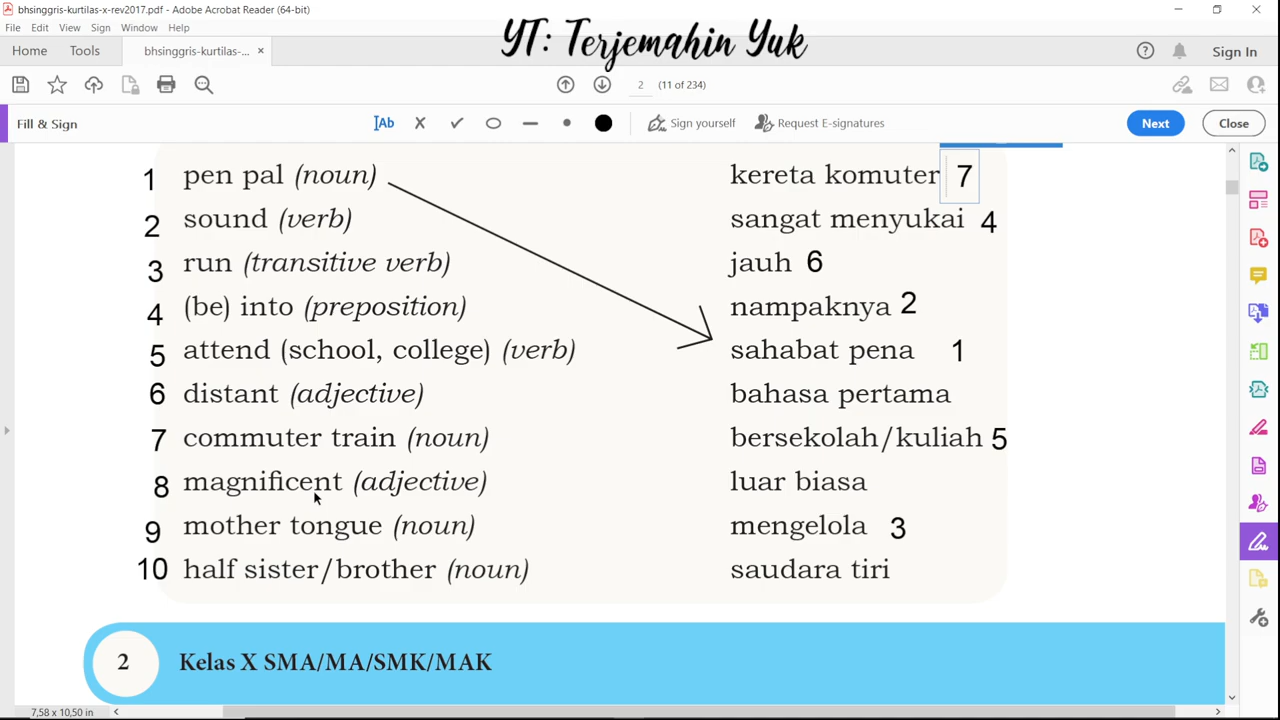 bhsinggris-kurtilas-x-rev2017.pdf - Adobe Acrobat Reader (64-bit)
File Edit View Sign Window Help
YT: Terjemahin Yuk
Home Tools bhsinggris-kurtilas-... × Sign In
2 (11 of 234)
Fill & Sign Ab Sign yourself Request E-signatures Next Close
1 pen pal (noun) kereta komuter 7
2 sound (verb) sangat menyukai 4
3 run (transitive verb) jauh 6
4 (be) into (preposition) nampaknya 2
5 attend (school, college) (verb) sahabat pena 1
6 distant (adjective) bahasa pertama
7 commuter train (noun) bersekolah/kuliah 5
8 magnificent (adjective) luar biasa
9 mother tongue (noun) mengelola 3
10 half sister/brother (noun) saudara tiri
2 Kelas X SMA/MA/SMK/MAK
7,58 x 10,50 in